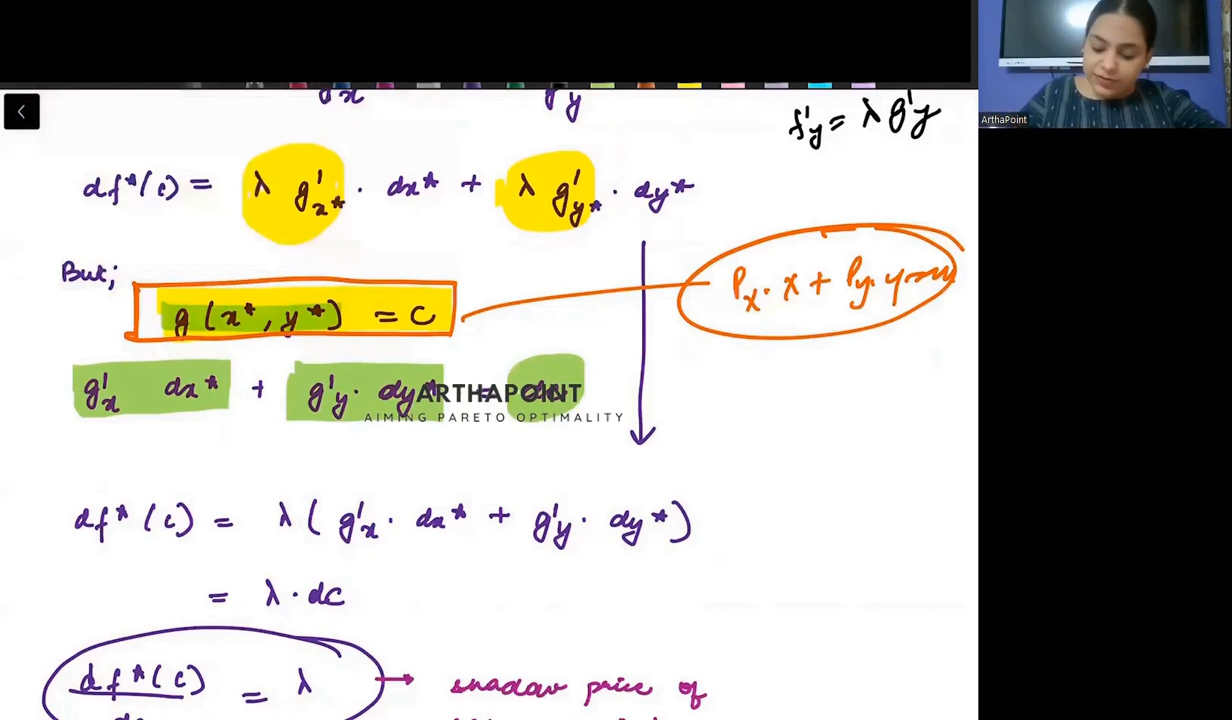 g'x g'y
f'y = λ g'y
df*(c) = λ g'x* · dx* + λ g'y* · dy*
But;
Px · x + Py · y = m
g (x*, y*) = c
g'x dx* + g'y · dy* = dc
ARTHAPOINT
AIMING PARETO OPTIMALITY
df*(c) = λ ( g'x · dx* + g'y · dy* )
= λ · dc
df*(c) = λ → shadow price of
ArthaPoint